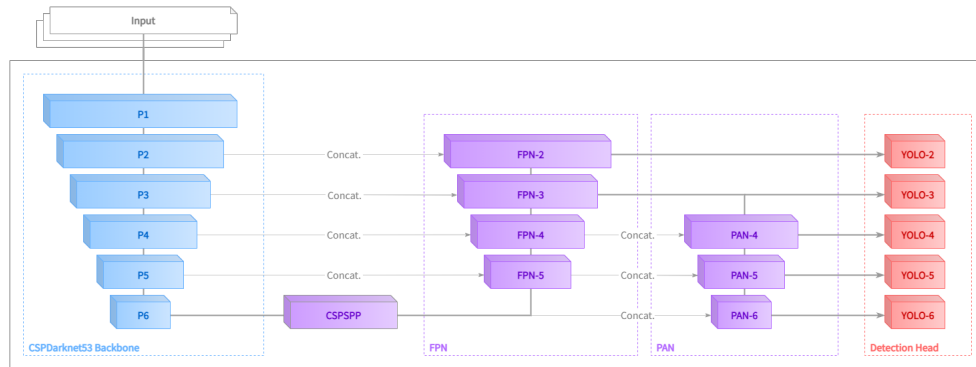 Input
P1
P2 Concat. FPN-2 YOLO-2
P3 Concat. FPN-3 YOLO-3
P4 Concat. FPN-4 Concat. PAN-4 YOLO-4
P5 Concat. FPN-5 Concat. PAN-5 YOLO-5
P6 CSPSPP Concat. PAN-6 YOLO-6
CSPDarknet53 Backbone FPN PAN Detection Head